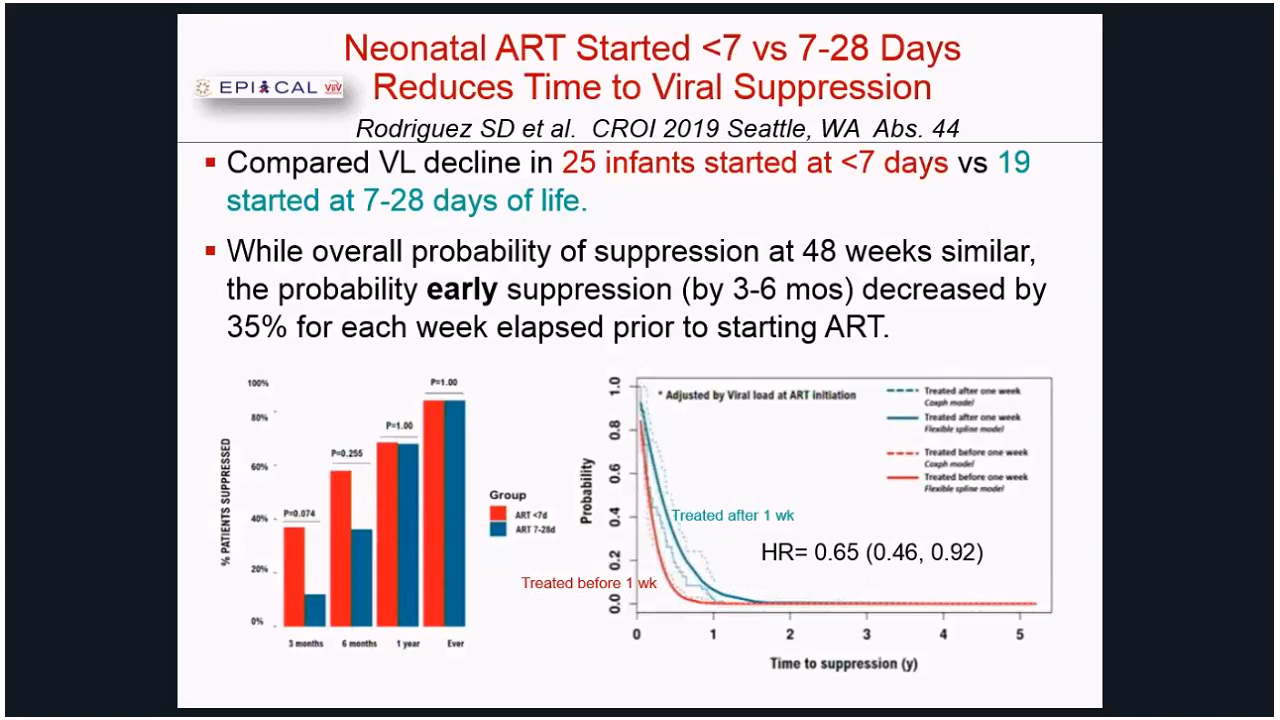 Neonatal ART Started <7 vs 7-28 Days
Reduces Time to Viral Suppression
EPIICAL ViiV
Rodriguez SD et al. CROI 2019 Seattle, WA Abs. 44
▪ Compared VL decline in 25 infants started at <7 days vs 19
started at 7-28 days of life.
▪ While overall probability of suppression at 48 weeks similar,
the probability early suppression (by 3-6 mos) decreased by
35% for each week elapsed prior to starting ART.
% PATIENTS SUPPRESSED
100%
80%
60%
40%
20%
0%
P=0.074
P=0.255
P=1.00
P=1.00
3 months
6 months
1 year
Ever
Group
ART <7d
ART 7-28d
Probability
1.0
0.8
0.6
0.4
0.2
0.0
* Adjusted by Viral load at ART initiation
Treated after one week
Coxph model
Treated after one week
Flexible spline model
Treated before one week
Coxph model
Treated before one week
Flexible spline model
Treated after 1 wk
HR= 0.65 (0.46, 0.92)
Treated before 1 wk
0 1 2 3 4 5
Time to suppression (y)